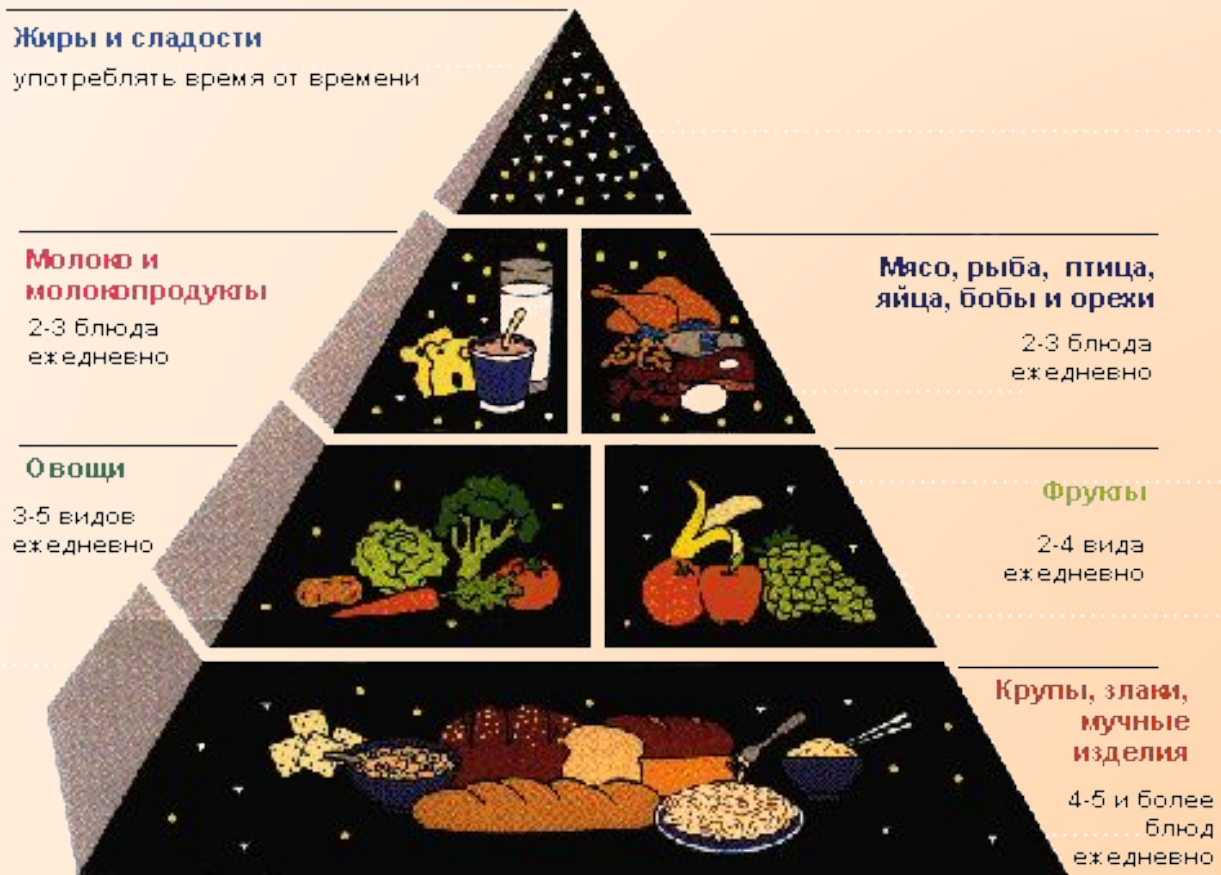 Жиры и сладости
употреблять время от времени
Молоко и
молокопродукты
2-3 блюда
ежедневно
Мясо, рыба, птица,
яйца, бобы и орехи
2-3 блюда
ежедневно
Овощи
3-5 видов
ежедневно
Фрукты
2-4 вида
ежедневно
Крупы, злаки,
мучные
изделия
4-5 и более
блюд
ежедневно